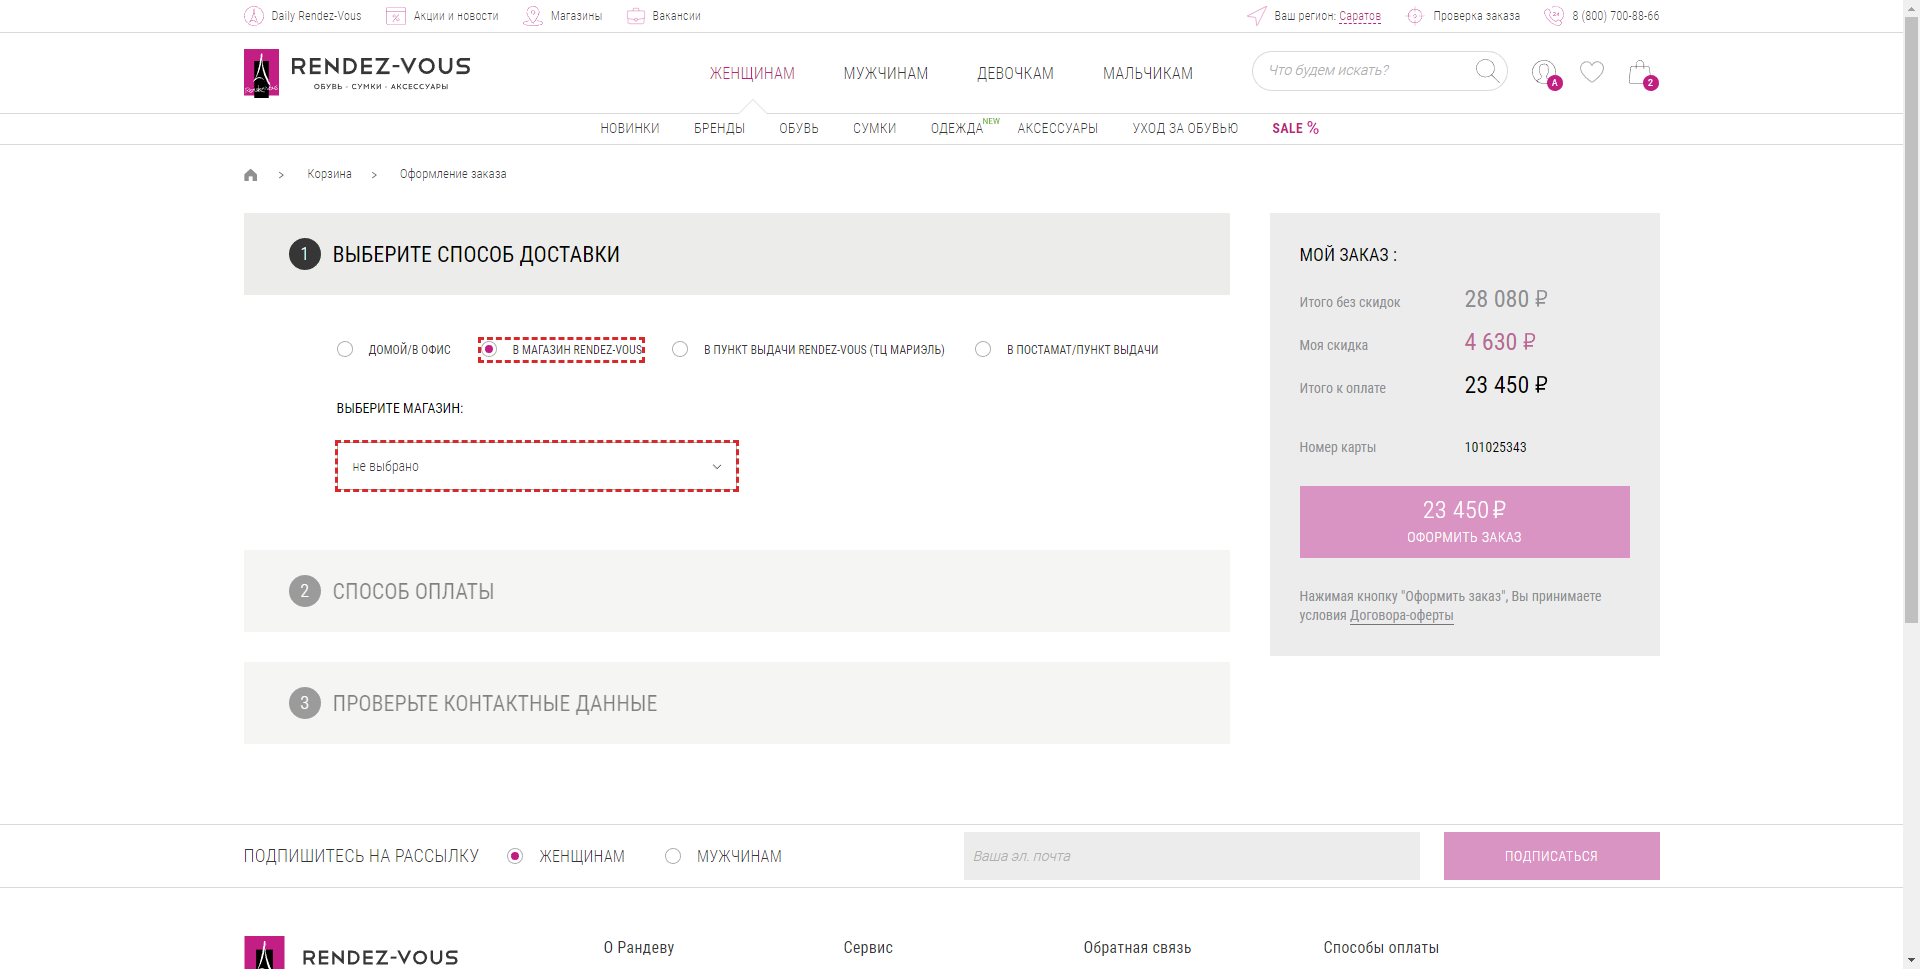 Daily Rendez-Vous
Акции и новости
Магазины
Вакансии
Ваш регион: Саратов
Проверка заказа
8 (800) 700-88-66
RENDEZ-VOUS
ОБУВЬ · СУМКИ · АКСЕССУАРЫ
ЖЕНЩИНАМ
МУЖЧИНАМ
ДЕВОЧКАМ
МАЛЬЧИКАМ
Что будем искать?
A
2
НОВИНКИ
БРЕНДЫ
ОБУВЬ
СУМКИ
ОДЕЖДА NEW
АКСЕССУАРЫ
УХОД ЗА ОБУВЬЮ
SALE %
Корзина > Оформление заказа
1 ВЫБЕРИТЕ СПОСОБ ДОСТАВКИ
ДОМОЙ/В ОФИС
В МАГАЗИН RENDEZ-VOUS
В ПУНКТ ВЫДАЧИ RENDEZ-VOUS (ТЦ МАРИЭЛЬ)
В ПОСТАМАТ/ПУНКТ ВЫДАЧИ
ВЫБЕРИТЕ МАГАЗИН:
не выбрано
2 СПОСОБ ОПЛАТЫ
3 ПРОВЕРЬТЕ КОНТАКТНЫЕ ДАННЫЕ
МОЙ ЗАКАЗ :
Итого без скидок 28 080 ₽
Моя скидка 4 630 ₽
Итого к оплате 23 450 ₽
Номер карты 101025343
23 450 ₽
ОФОРМИТЬ ЗАКАЗ
Нажимая кнопку "Оформить заказ", Вы принимаете
условия Договора-оферты
ПОДПИШИТЕСЬ НА РАССЫЛКУ
ЖЕНЩИНАМ
МУЖЧИНАМ
Ваша эл. почта
ПОДПИСАТЬСЯ
RENDEZ-VOUS
О Рандеву
Сервис
Обратная связь
Способы оплаты